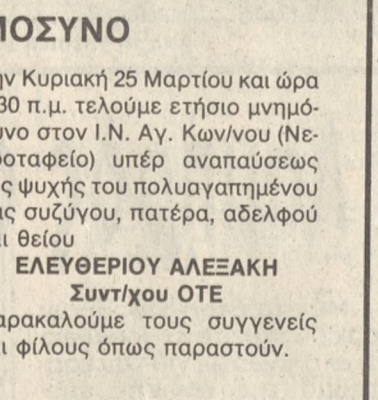 ΜΟΣΥΝΟ
ην Κυριακή 25 Μαρτίου και ώρα
30 π.μ. τελούμε ετήσιο μνημό-
υνο στον Ι.Ν. Αγ. Κων/νου (Νε-
ροταφείο) υπέρ αναπαύσεως
ς ψυχής του πολυαγαπημένου
ας συζύγου, πατέρα, αδελφού
αι θείου
ΕΛΕΥΘΕΡΙΟΥ ΑΛΕΞΑΚΗ
Συντ/χου ΟΤΕ
αρακαλούμε τους συγγενείς
ι φίλους όπως παραστούν.